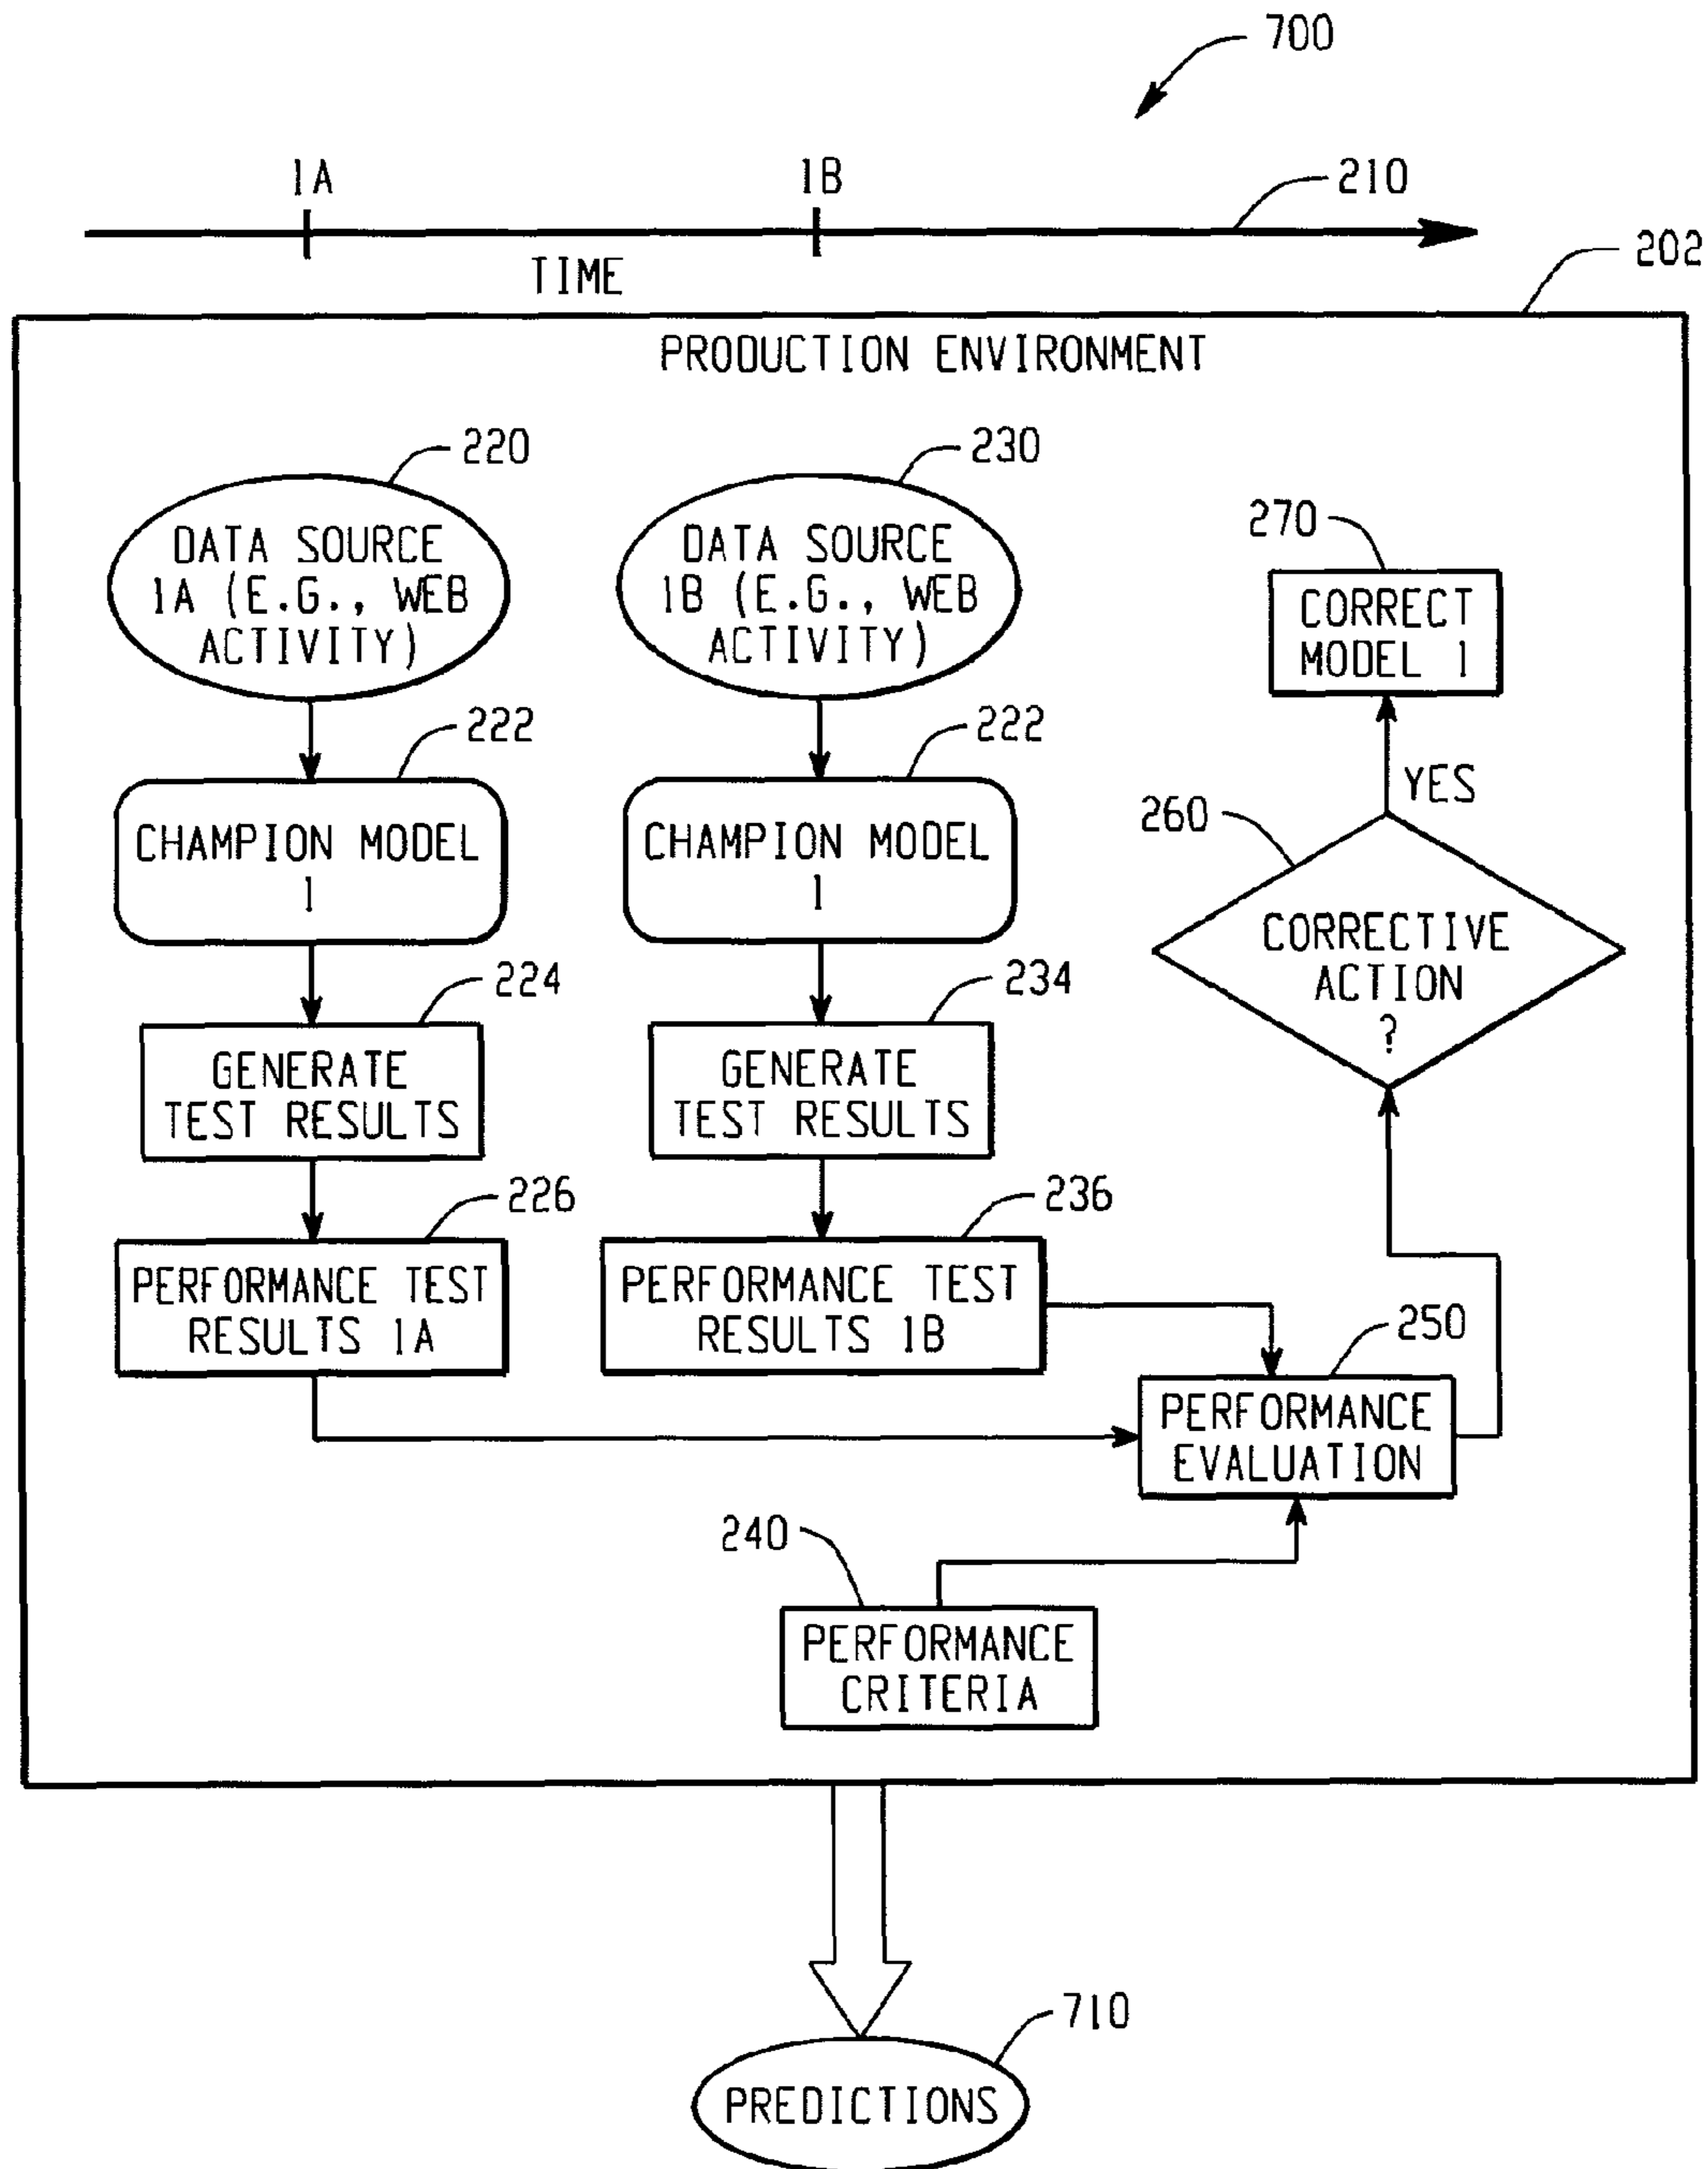 700
1A
1B
210
TIME
202
PRODUCTION ENVIRONMENT
220
230
DATA SOURCE
1A (E.G., WEB
ACTIVITY)
DATA SOURCE
1B (E.G., WEB
ACTIVITY)
270
CORRECT
MODEL 1
222
222
YES
260
CHAMPION MODEL
1
CHAMPION MODEL
1
CORRECTIVE
ACTION
?
224
234
GENERATE
TEST RESULTS
GENERATE
TEST RESULTS
226
236
PERFORMANCE TEST
RESULTS 1A
PERFORMANCE TEST
RESULTS 1B
250
PERFORMANCE
EVALUATION
240
PERFORMANCE
CRITERIA
710
PREDICTIONS